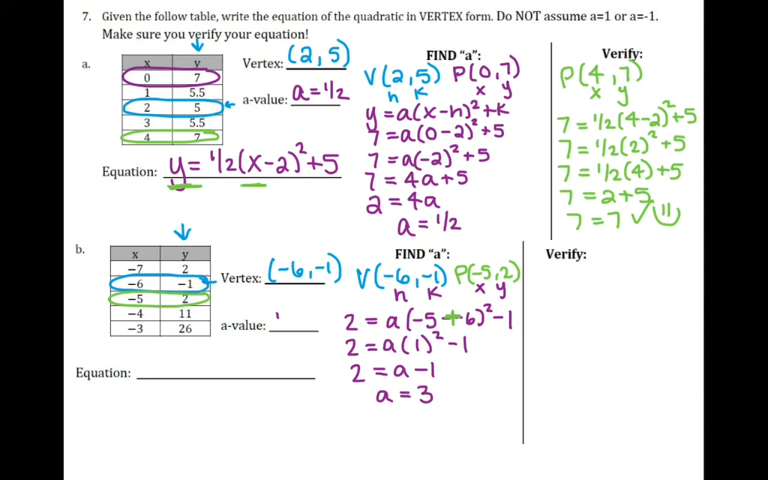 7. Given the follow table, write the equation of the quadratic in VERTEX form. Do NOT assume a=1 or a=-1.
Make sure you verify your equation!
a.
x y
0 7
1 5.5
2 5
3 5.5
4 7
Vertex: (2,5)
a-value: a=1/2
Equation: y=1/2(x-2)²+5
FIND "a":
V(2,5) P(0,7)
h k x y
y=a(x-h)²+k
7=a(0-2)²+5
7=a(-2)²+5
7=4a+5
2=4a
a=1/2
Verify:
P(4,7)
x y
7=1/2(4-2)²+5
7=1/2(2)²+5
7=1/2(4)+5
7=2+5
7=7✓
b.
x y
−7 2
−6 −1
−5 2
−4 11
−3 26
Vertex: (-6,-1)
a-value:
Equation:
FIND "a":
V(-6,-1) P(-5,2)
h k x y
2=a(-5+6)²-1
2=a(1)²-1
2=a-1
a=3
Verify: